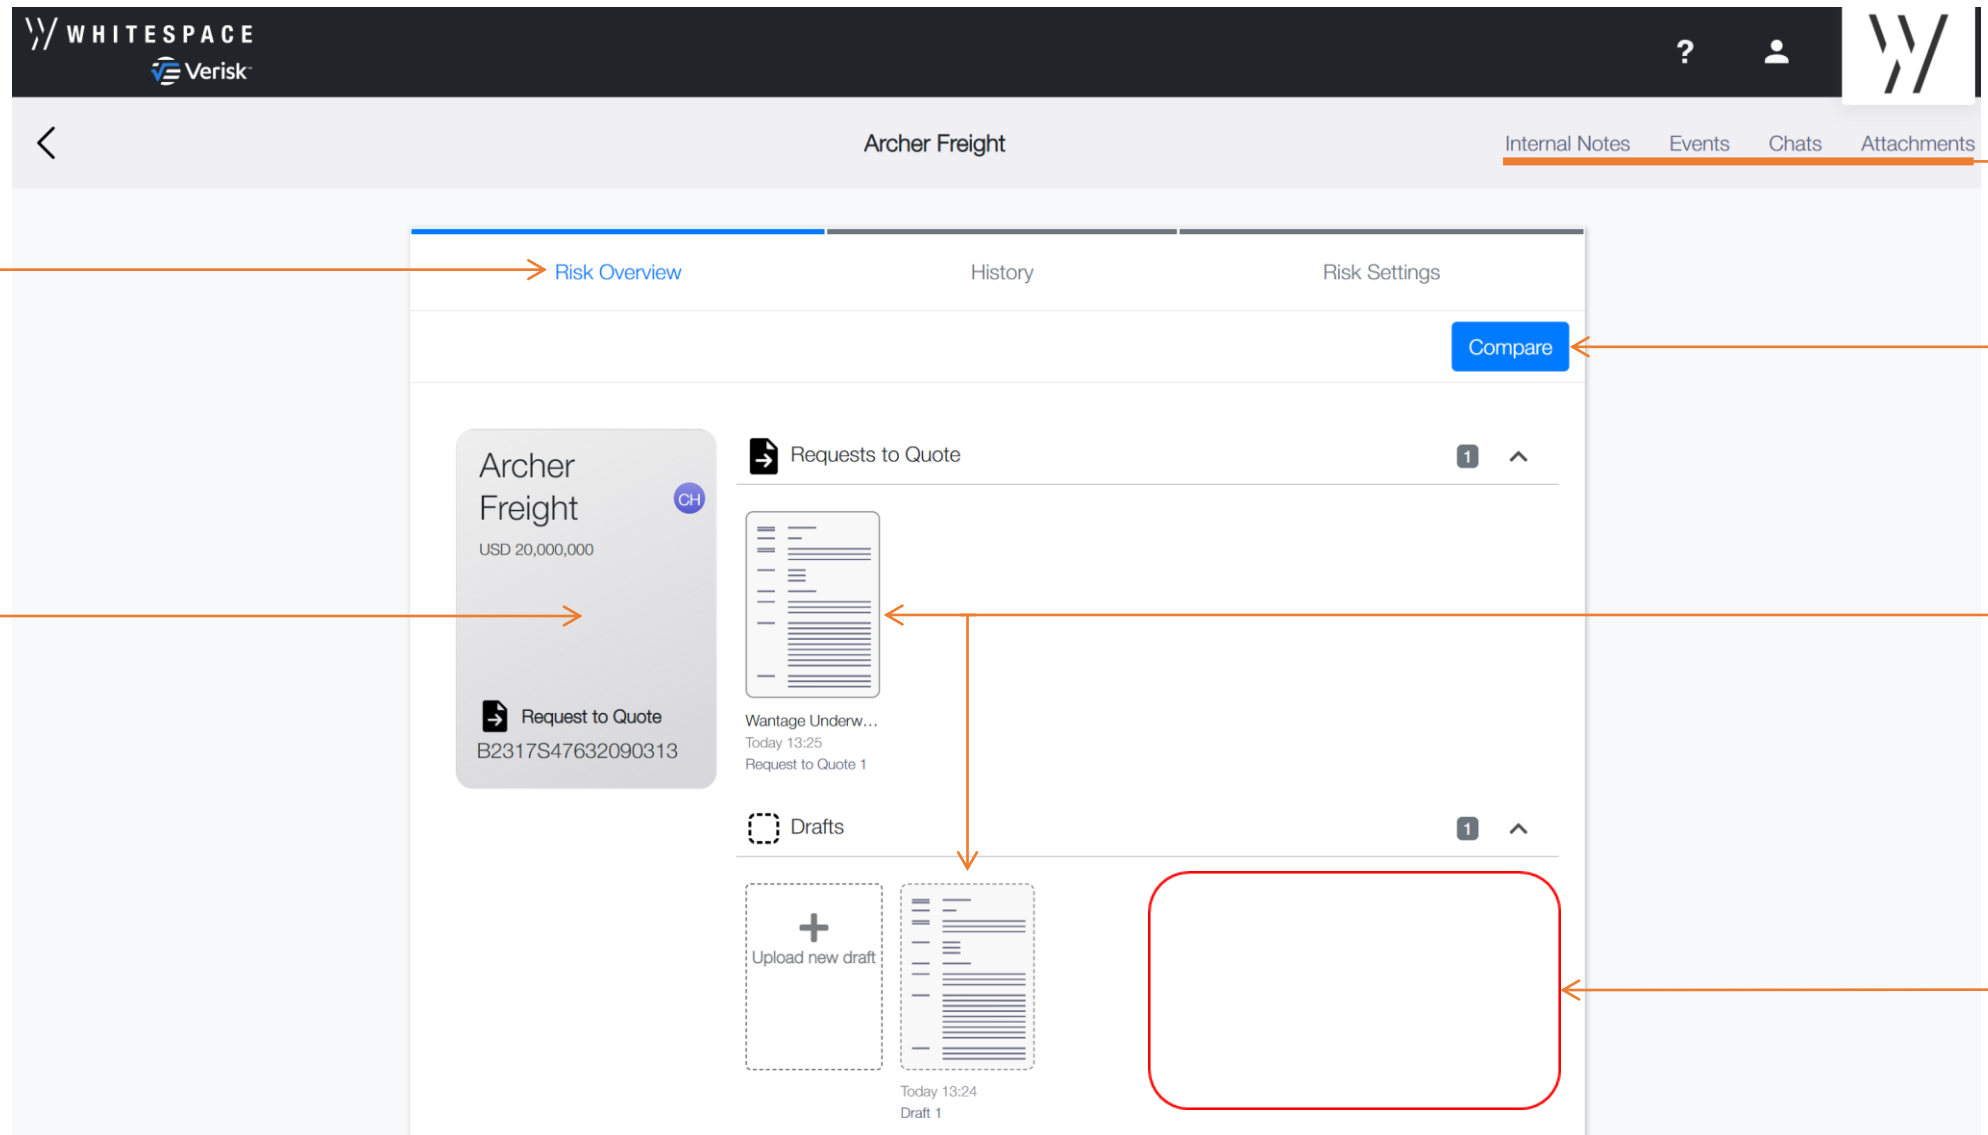 WHITESPACE
Verisk
?
Archer Freight
Internal Notes Events Chats Attachments
Risk Overview History Risk Settings
Compare
Archer
Freight
CH
USD 20,000,000
Request to Quote
B2317S47632090313
Requests to Quote 1
Wantage Underw...
Today 13:25
Request to Quote 1
Drafts 1
Upload new draft
Today 13:24
Draft 1